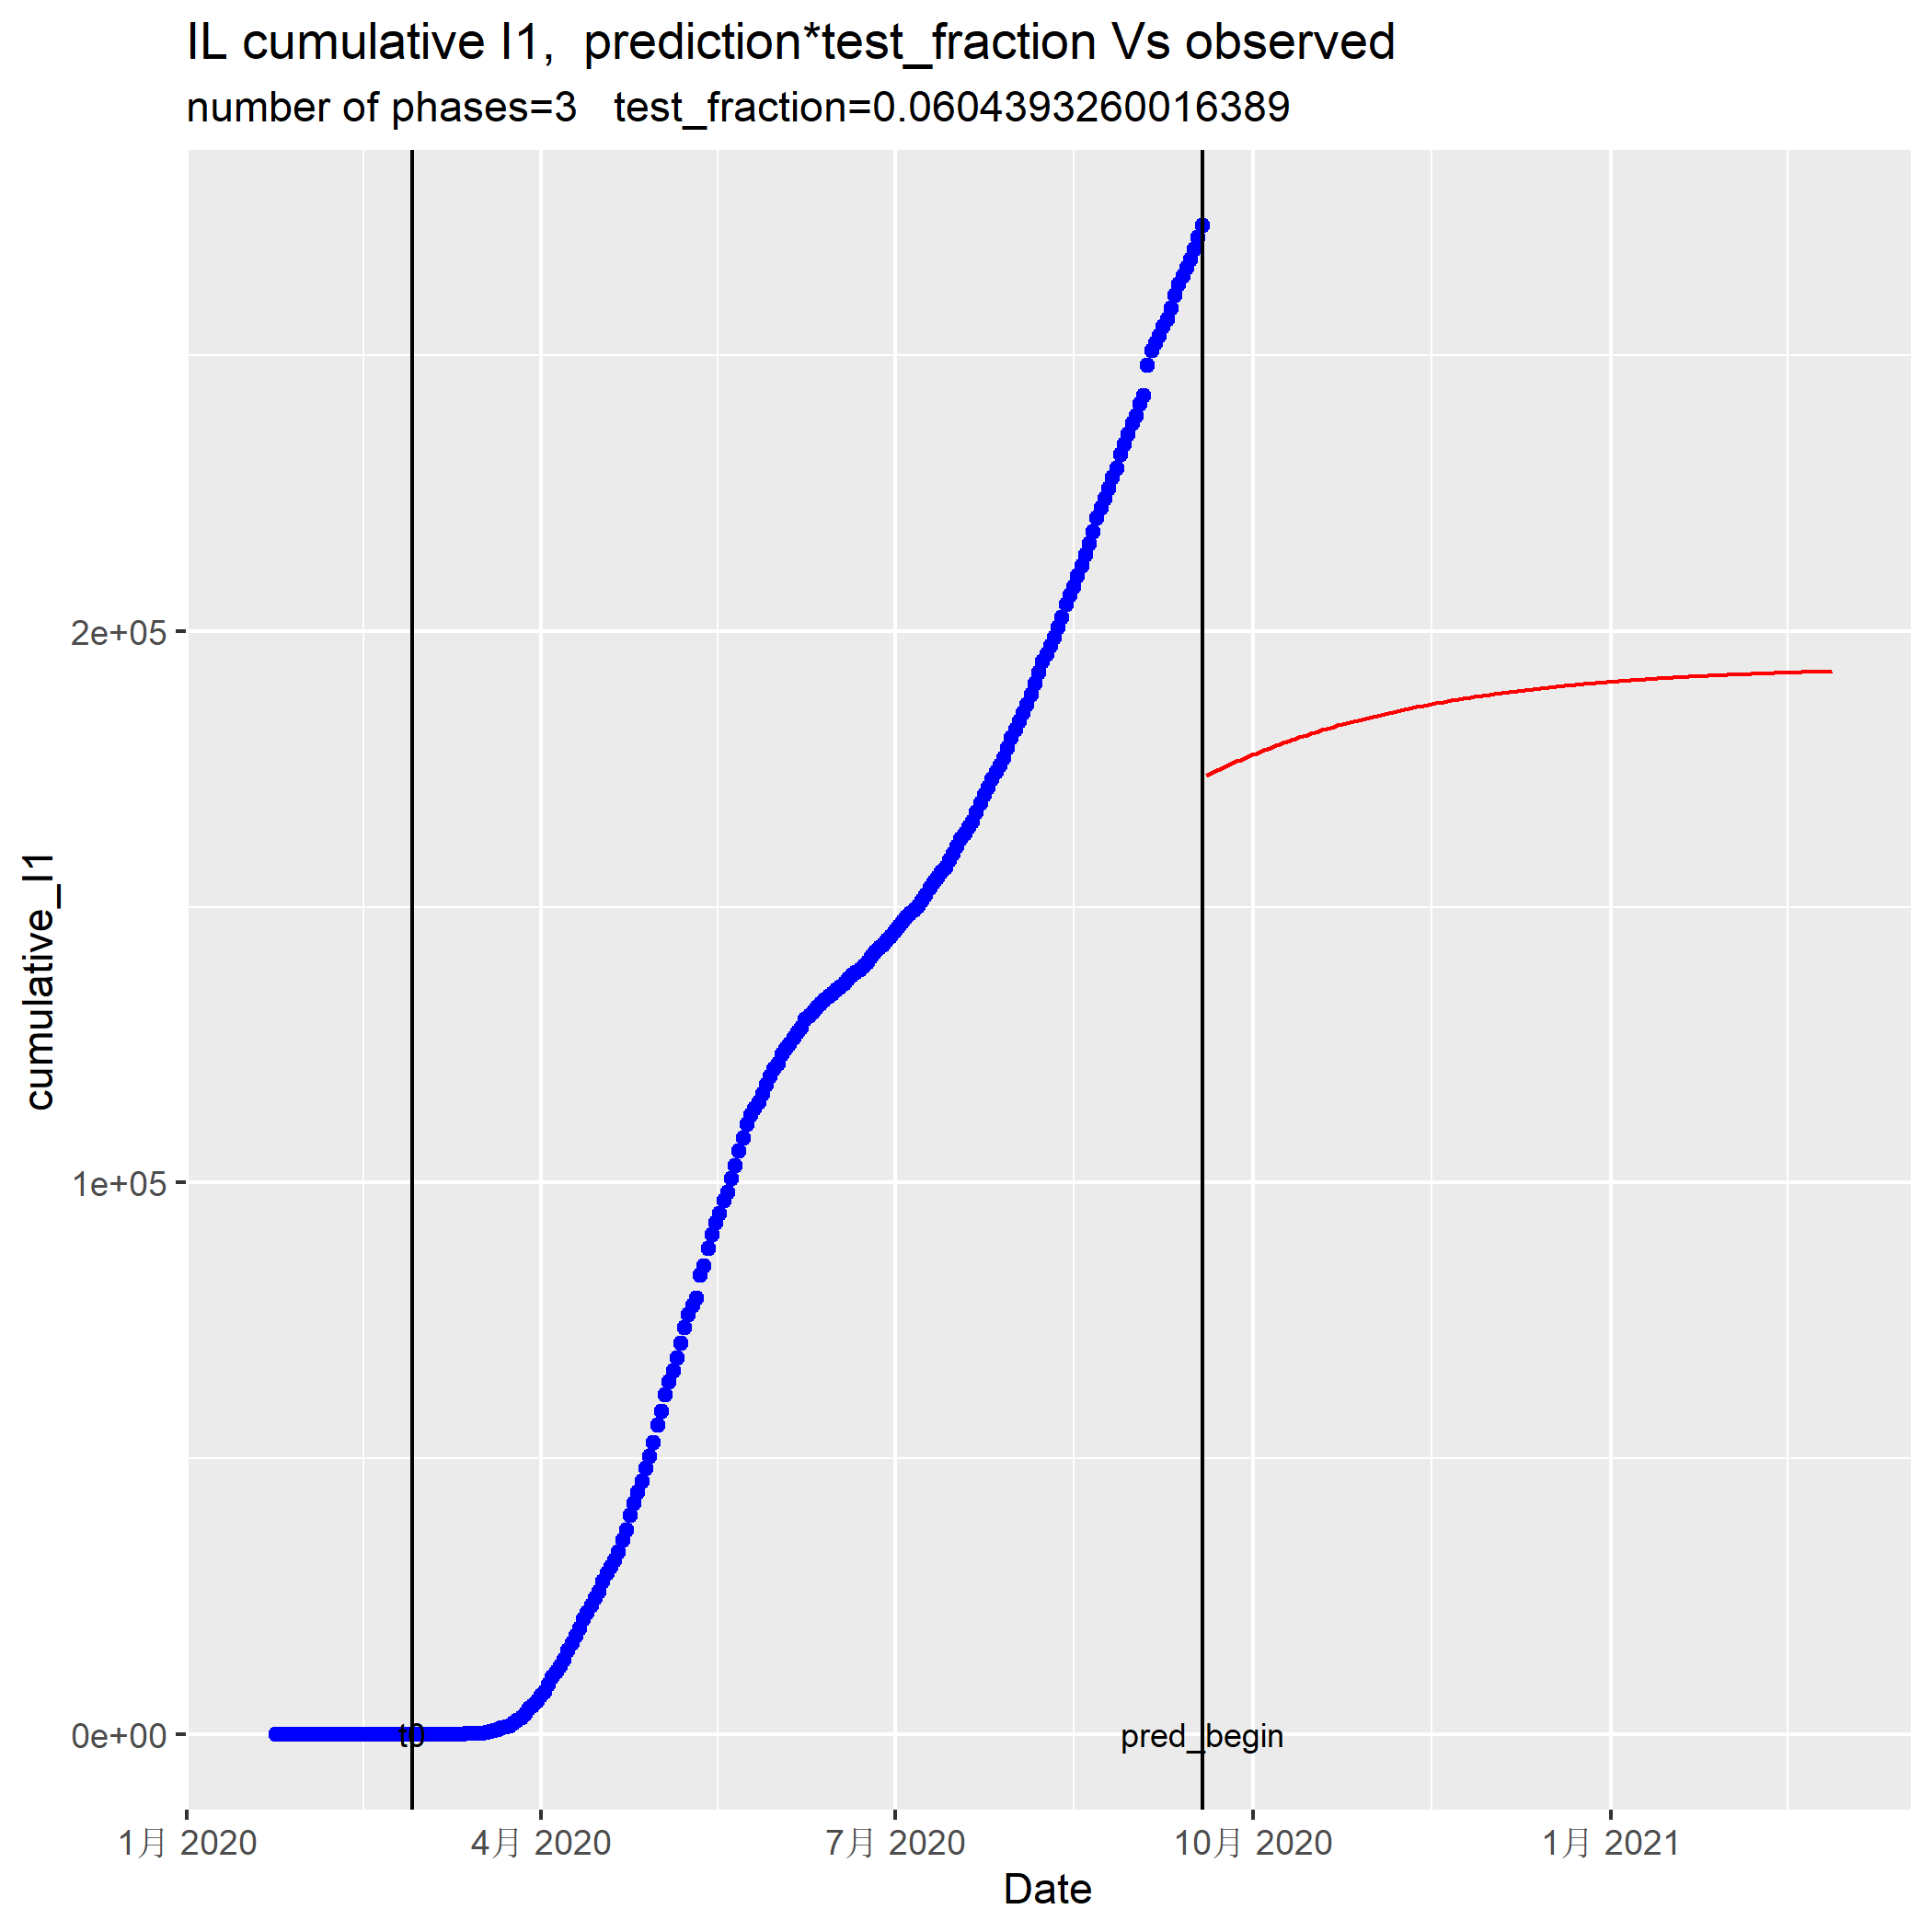 IL cumulative I1,  prediction*test_fraction Vs observed
number of phases=3   test_fraction=0.0604393260016389
cumulative_I1
2e+05
1e+05
0e+00
t0
pred_begin
1月 2020
4月 2020
7月 2020
10月 2020
1月 2021
Date